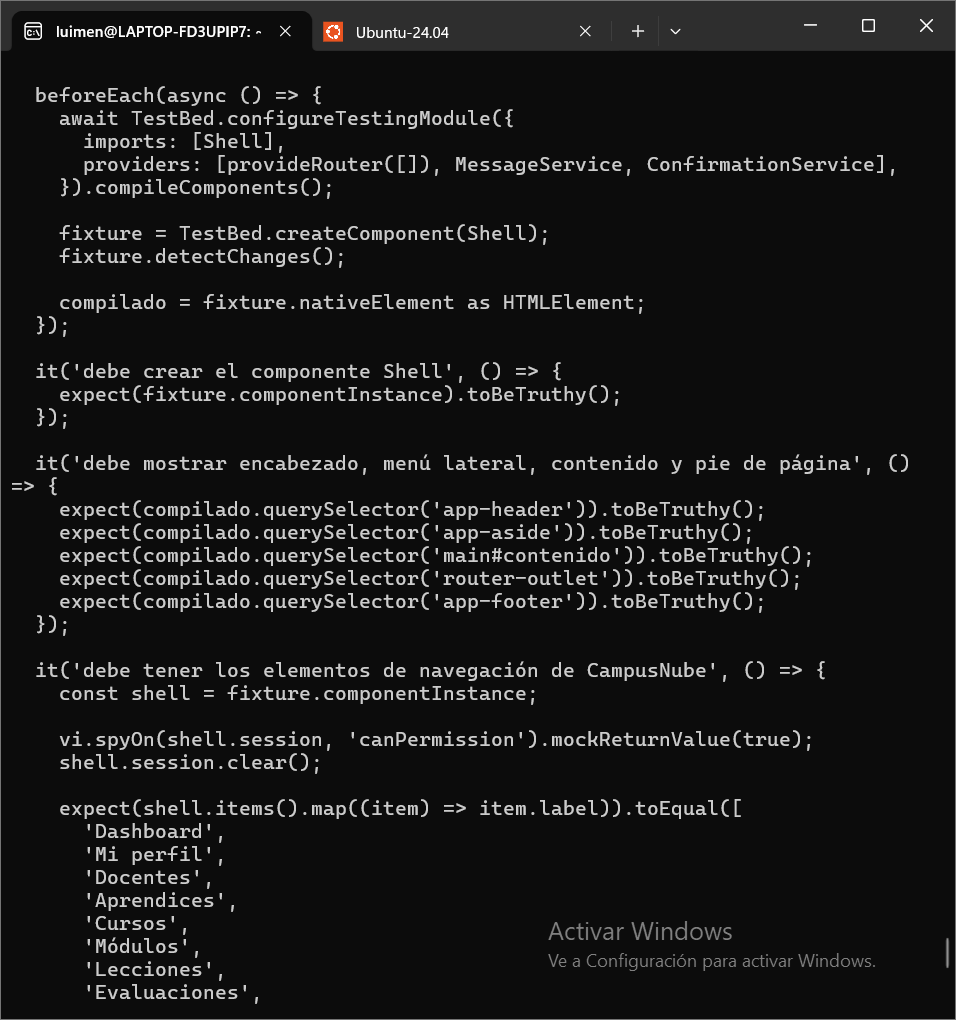 luimen@LAPTOP-FD3UPIP7: ~
Ubuntu-24.04
beforeEach(async () => {
await TestBed.configureTestingModule({
imports: [Shell],
providers: [provideRouter([]), MessageService, ConfirmationService],
}).compileComponents();
fixture = TestBed.createComponent(Shell);
fixture.detectChanges();
compilado = fixture.nativeElement as HTMLElement;
});
it('debe crear el componente Shell', () => {
expect(fixture.componentInstance).toBeTruthy();
});
it('debe mostrar encabezado, menú lateral, contenido y pie de página', ()
=> {
expect(compilado.querySelector('app-header')).toBeTruthy();
expect(compilado.querySelector('app-aside')).toBeTruthy();
expect(compilado.querySelector('main#contenido')).toBeTruthy();
expect(compilado.querySelector('router-outlet')).toBeTruthy();
expect(compilado.querySelector('app-footer')).toBeTruthy();
});
it('debe tener los elementos de navegación de CampusNube', () => {
const shell = fixture.componentInstance;
vi.spyOn(shell.session, 'canPermission').mockReturnValue(true);
shell.session.clear();
expect(shell.items().map((item) => item.label)).toEqual([
'Dashboard',
'Mi perfil',
'Docentes',
'Aprendices',
'Cursos',
'Módulos',
'Lecciones',
'Evaluaciones',
Activar Windows
Ve a Configuración para activar Windows.